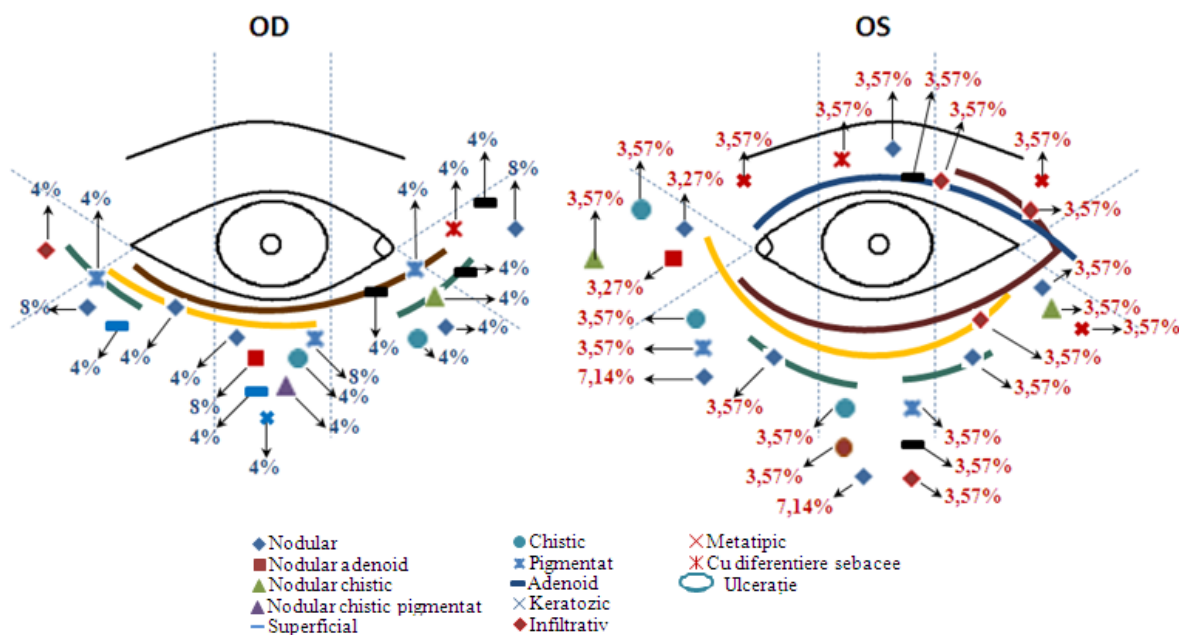 OD
4%
4% 8%
4% 4% 4%
4%
4%
8% 4%
4% 4% 4% 4%
4% 4% 8%
4%
8%
4% 4%
4%
OS
3,57% 3,57%
3,57% 3,57%
3,57% 3,57%
3,57%
3,27%
3,57% 3,57%
3,57%
3,27%
3,57% 3,57%
3,57%
3,57%
3,57%
7,14%
3,57% 3,57%
3,57% 3,57%
3,57% 3,57%
7,14% 3,57%
Nodular
Nodular adenoid
Nodular chistic
Nodular chistic pigmentat
Superficial
Chistic
Pigmentat
Adenoid
Keratozic
Infiltrativ
Metatipic
Cu diferentiere sebacee
Ulcerație